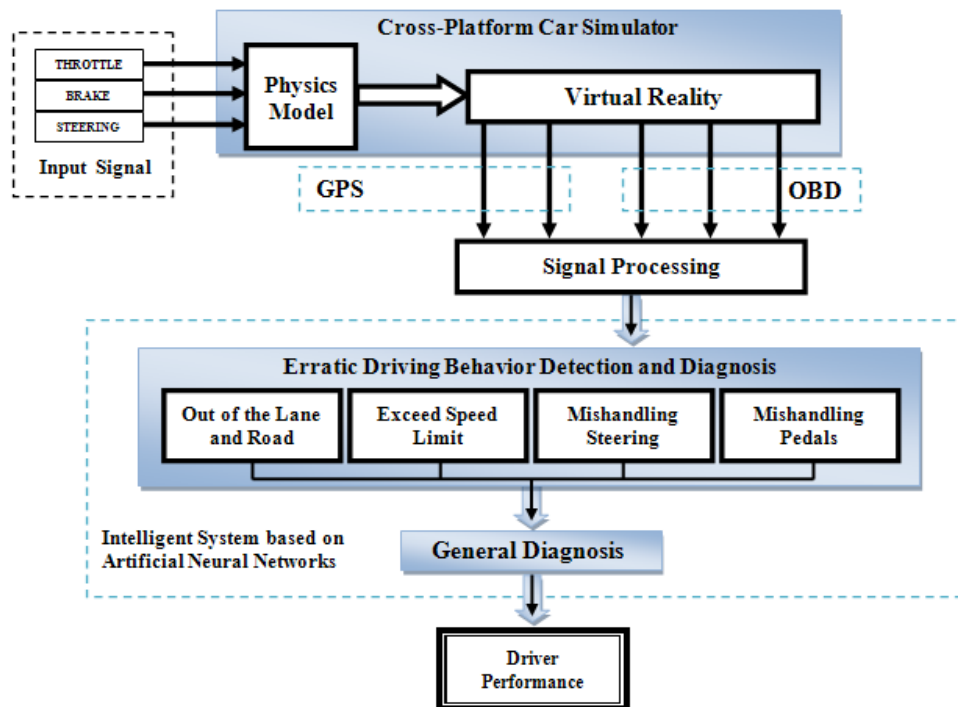 Cross-Platform Car Simulator
THROTTLE
BRAKE
STEERING
Input Signal
Physics
Model
Virtual Reality
GPS
OBD
Signal Processing
Erratic Driving Behavior Detection and Diagnosis
Out of the Lane
and Road
Exceed Speed
Limit
Mishandling
Steering
Mishandling
Pedals
Intelligent System based on
Artificial Neural Networks
General Diagnosis
Driver
Performance